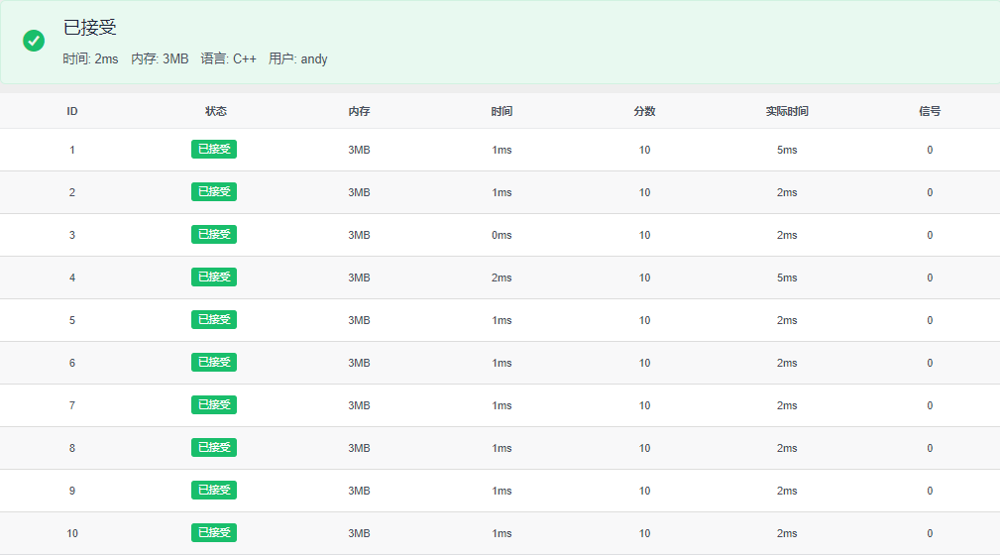 已接受
时间: 2ms 内存: 3MB 语言: C++ 用户: andy
ID 状态 内存 时间 分数 实际时间 信号
1 已接受 3MB 1ms 10 5ms 0
2 已接受 3MB 1ms 10 2ms 0
3 已接受 3MB 0ms 10 2ms 0
4 已接受 3MB 2ms 10 5ms 0
5 已接受 3MB 1ms 10 2ms 0
6 已接受 3MB 1ms 10 2ms 0
7 已接受 3MB 1ms 10 2ms 0
8 已接受 3MB 1ms 10 2ms 0
9 已接受 3MB 1ms 10 2ms 0
10 已接受 3MB 1ms 10 2ms 0